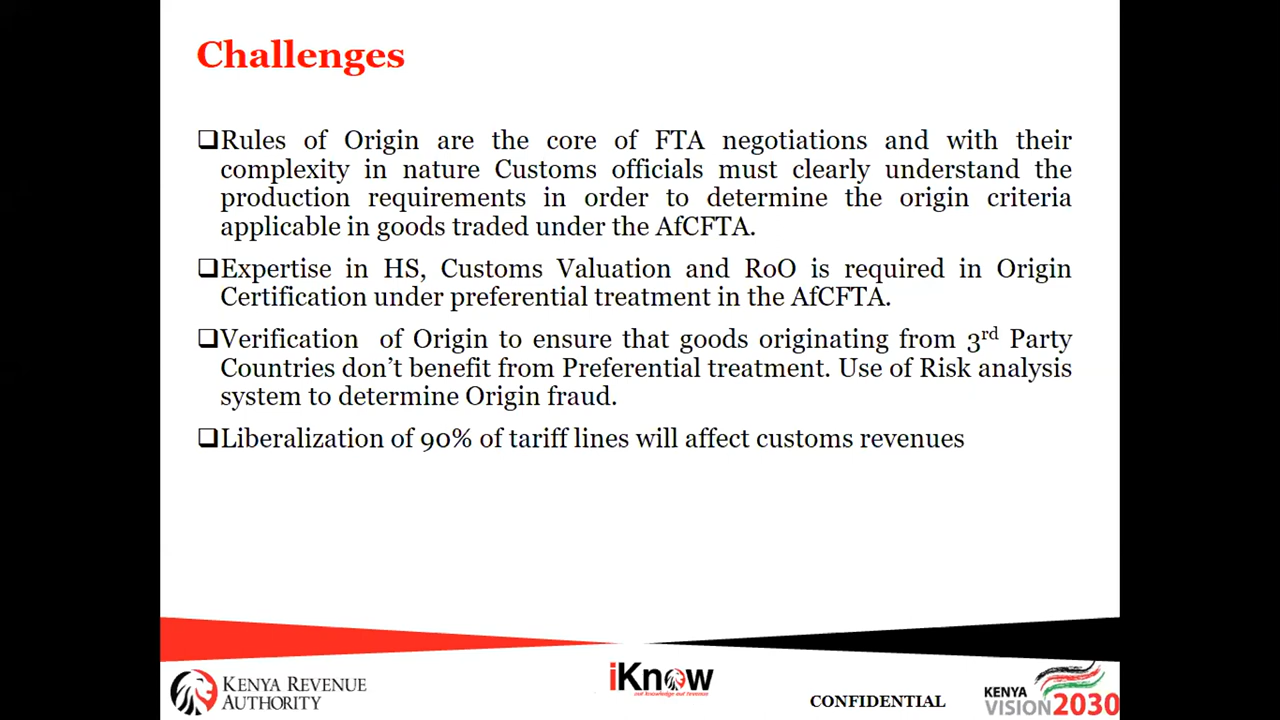 Challenges
❑Rules of Origin are the core of FTA negotiations and with their
complexity in nature Customs officials must clearly understand the
production requirements in order to determine the origin criteria
applicable in goods traded under the AfCFTA.
❑Expertise in HS, Customs Valuation and RoO is required in Origin
Certification under preferential treatment in the AfCFTA.
❑Verification of Origin to ensure that goods originating from 3rd Party
Countries don’t benefit from Preferential treatment. Use of Risk analysis
system to determine Origin fraud.
❑Liberalization of 90% of tariff lines will affect customs revenues
KENYA REVENUE
AUTHORITY
iKnow
CONFIDENTIAL
KENYA
VISION 2030